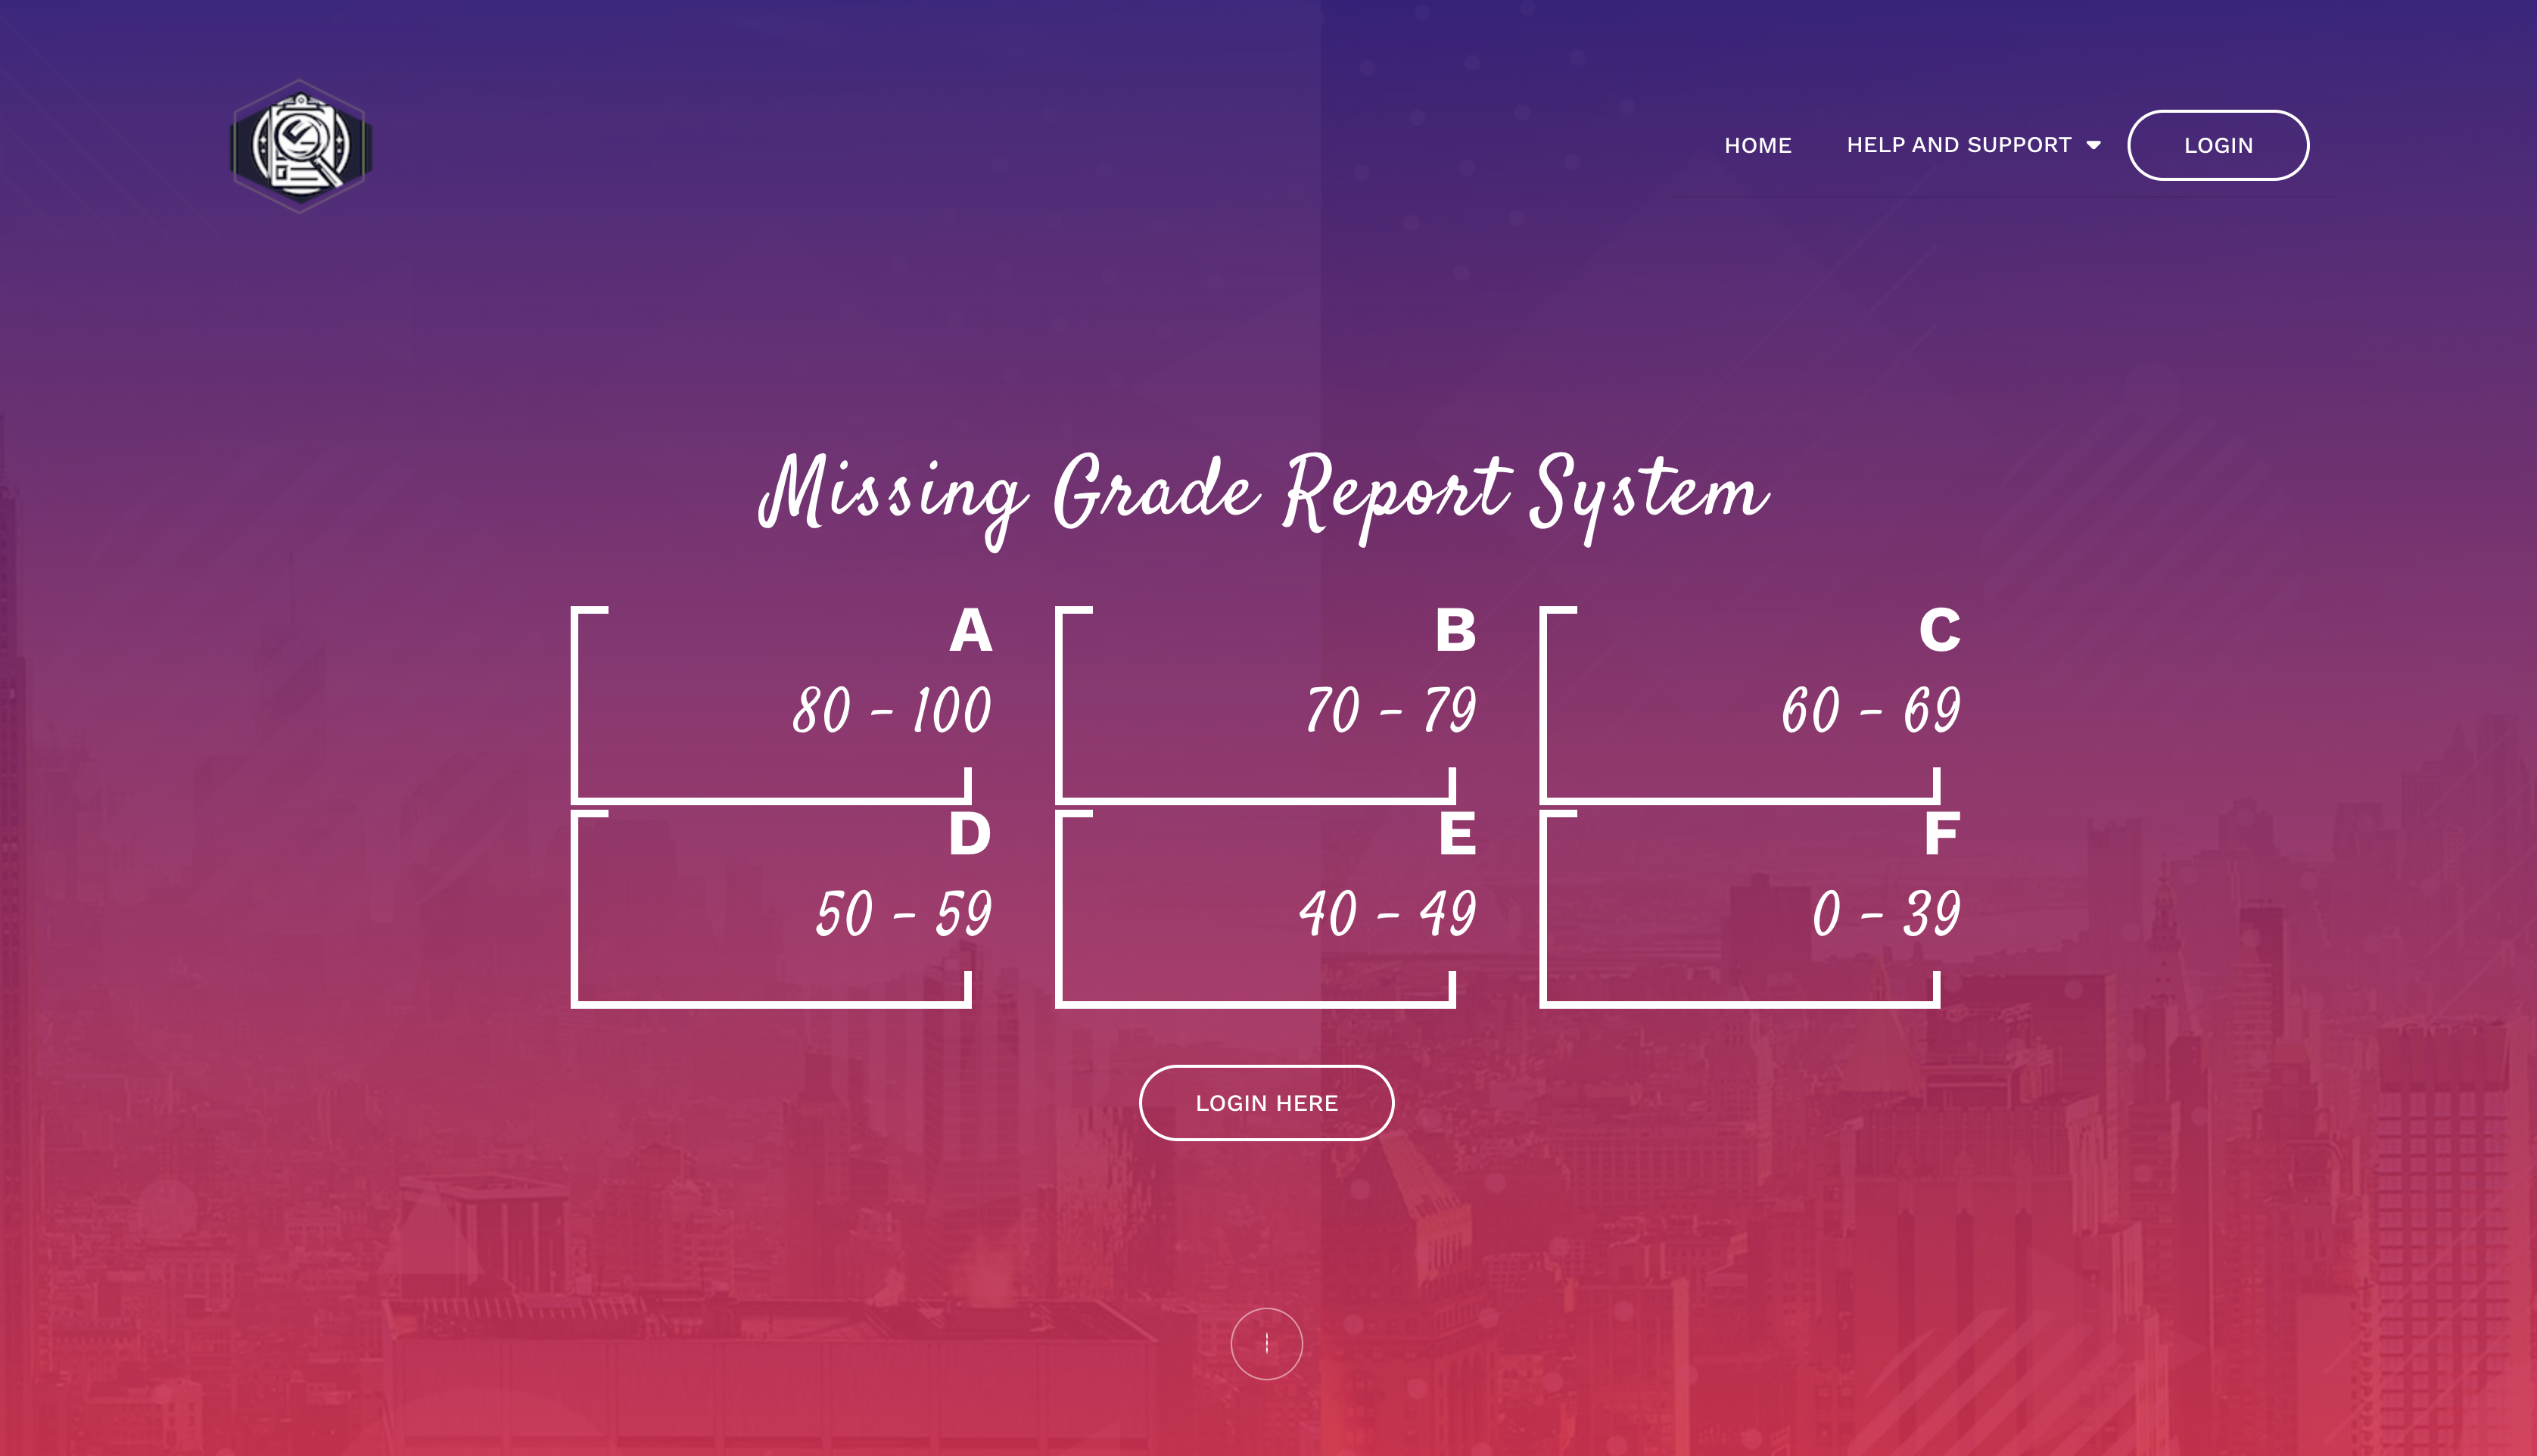 HOME HELP AND SUPPORT LOGIN
Missing Grade Report System
A B C
80 - 100 70 - 79 60 - 69
D E F
50 - 59 40 - 49 0 - 39
LOGIN HERE